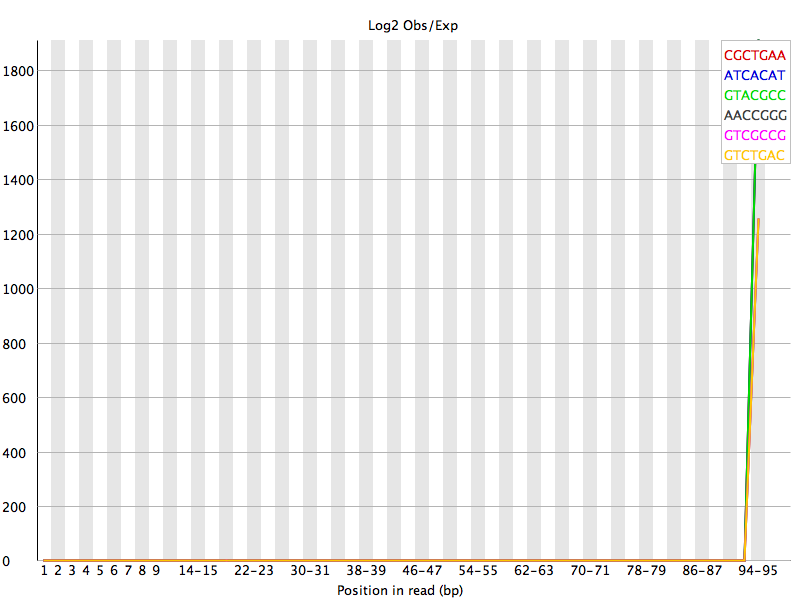 Log2 Obs/Exp
CGCTGAA
ATCACAT
GTACGCC
AACCGGG
GTCGCCG
GTCTGAC
1800
1600
1400
1200
1000
800
600
400
200
0
1 2 3 4 5 6 7 8 9 14-15 22-23 30-31 38-39 46-47 54-55 62-63 70-71 78-79 86-87 94-95
Position in read (bp)